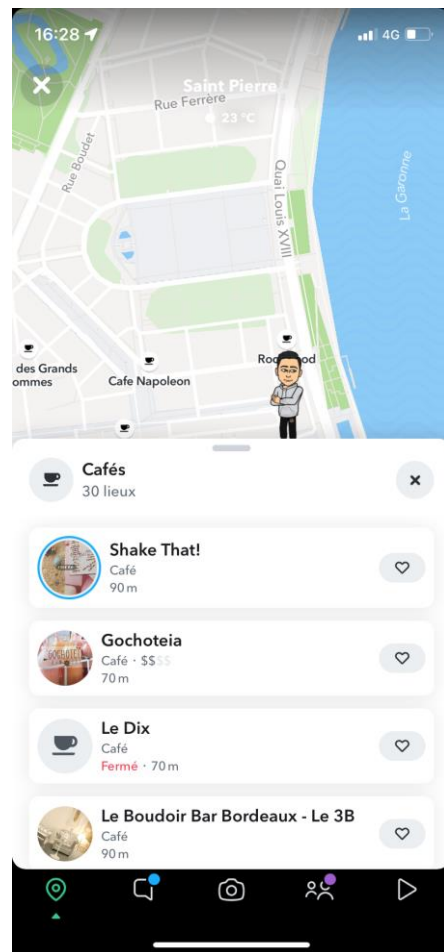 16:28
4G
Saint Pierre
Rue Ferrère
23 °C
Rue Boudet
Quai Louis XVIII
La Garonne
des Grands
ommes
Cafe Napoleon
Cafés
30 lieux
Shake That!
Café
90 m
Gochoteia
Café · $$$$
70 m
Le Dix
Café
Fermé · 70 m
Le Boudoir Bar Bordeaux - Le 3B
Café
90 m